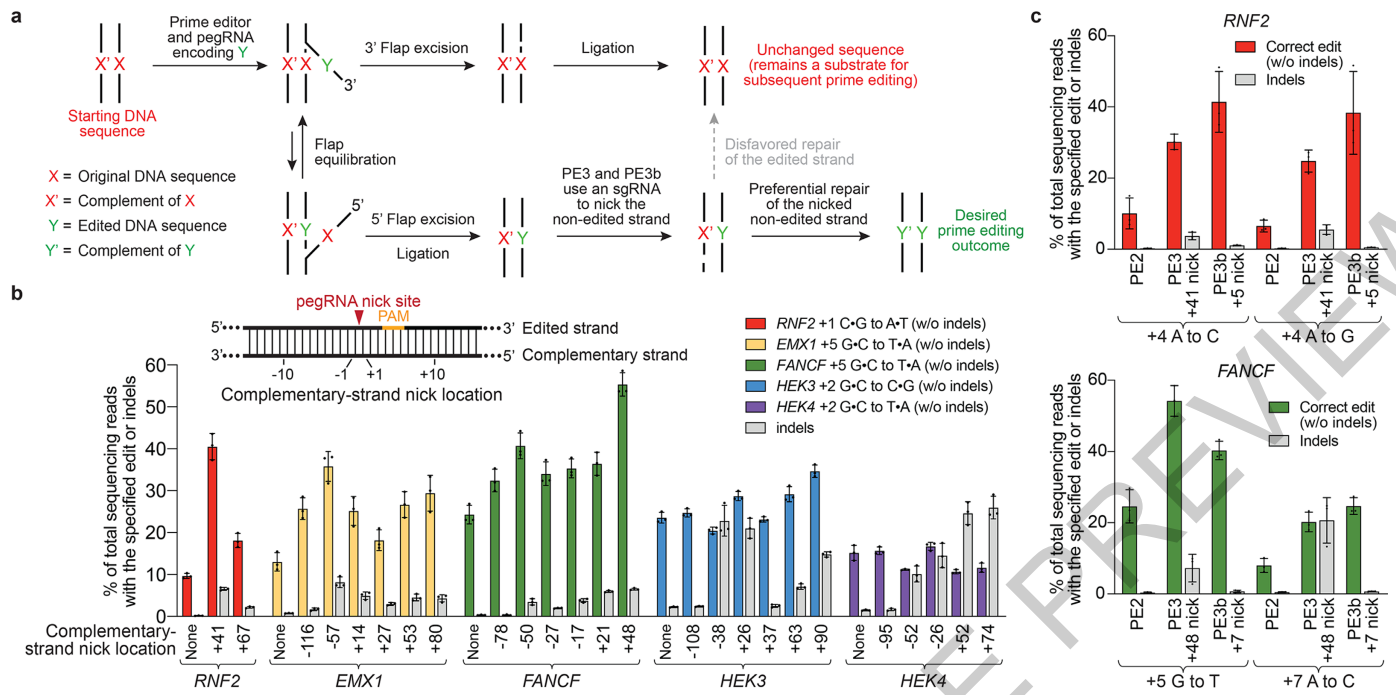 a
Prime editor
and pegRNA
encoding Y
3' Flap excision
Ligation
X' X
X' X Y
3'
X' X
X' X
Unchanged sequence
(remains a substrate for
subsequent prime editing)
Starting DNA
sequence
Flap
equilibration
Disfavored repair
of the edited strand
X = Original DNA sequence
X' = Complement of X
Y = Edited DNA sequence
Y' = Complement of Y
5'
X' Y X
5' Flap excision
Ligation
X' Y
PE3 and PE3b
use an sgRNA
to nick the
non-edited strand
X' Y
Preferential repair
of the nicked
non-edited strand
Y' Y
Desired
prime editing
outcome
b
pegRNA nick site
PAM
5' 3' Edited strand
3' 5' Complementary strand
-10 -1 +1 +10
Complementary-strand nick location
RNF2 +1 C•G to A•T (w/o indels)
EMX1 +5 G•C to T•A (w/o indels)
FANCF +5 G•C to T•A (w/o indels)
HEK3 +2 G•C to C•G (w/o indels)
HEK4 +2 G•C to T•A (w/o indels)
indels
% of total sequencing reads
with the specified edit or indels
60
50
40
30
20
10
0
Complementary-
strand nick location
None +41 +67
None -116 -57 +14 +27 +53 +80
None -78 -50 -27 -17 +21 +48
None -108 -38 +26 +37 +63 +90
None -95 -52 -26 +52 +74
RNF2 EMX1 FANCF HEK3 HEK4
c
RNF2
% of total sequencing reads
with the specified edit or indels
60
40
20
0
Correct edit
(w/o indels)
Indels
PE2
PE3
+41 nick
PE3b
+5 nick
PE2
PE3
+41 nick
PE3b
+5 nick
+4 A to C +4 A to G
FANCF
% of total sequencing reads
with the specified edit or indels
60
40
20
0
Correct edit
(w/o indels)
Indels
PE2
PE3
+48 nick
PE3b
+7 nick
PE2
PE3
+48 nick
PE3b
+7 nick
+5 G to T +7 A to C
E PREVIEW